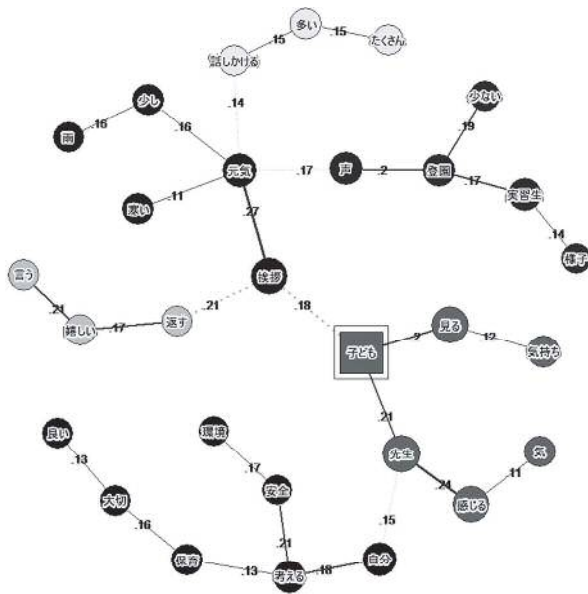 多い
.15
.15
たくさん
話しかける
.14
少し
少ない
.16
雨
.16
.19
元気
.17
声
.2
登園
.11
.17
実習生
寒い
.27
.14
様子
挨拶
言う
.21
.18
.21
返す
嬉しい
.17
子ども
.2
見る
.12
気持ち
.21
良い
環境
先生
気
.13
.17
.24
.11
大切
安全
感じる
.16
.21
.15
保育
.13
考える
.18
自分